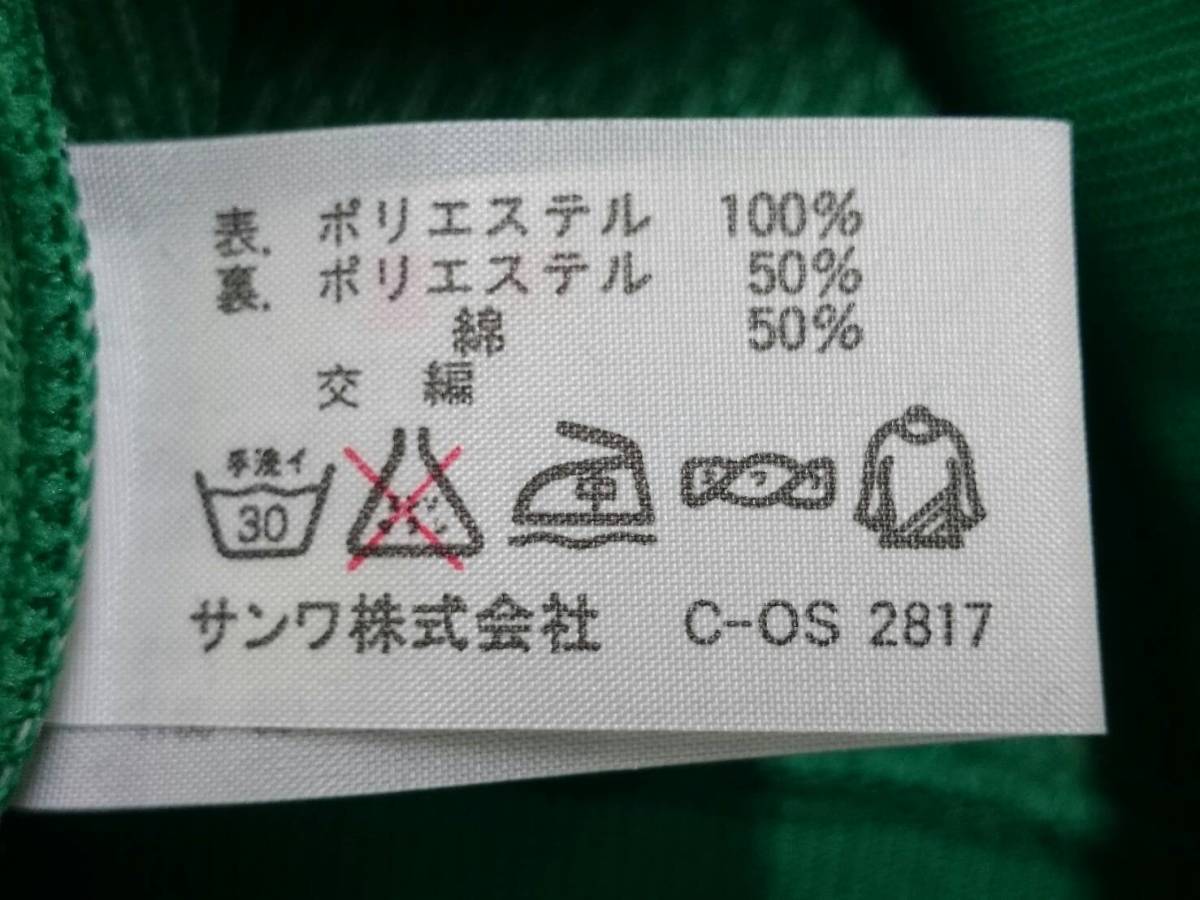 表. ポリエステル 100%
裏. ポリエステル 50%
綿 50%
交 編
手洗イ
30
中
サンワ株式会社 C-OS 2817